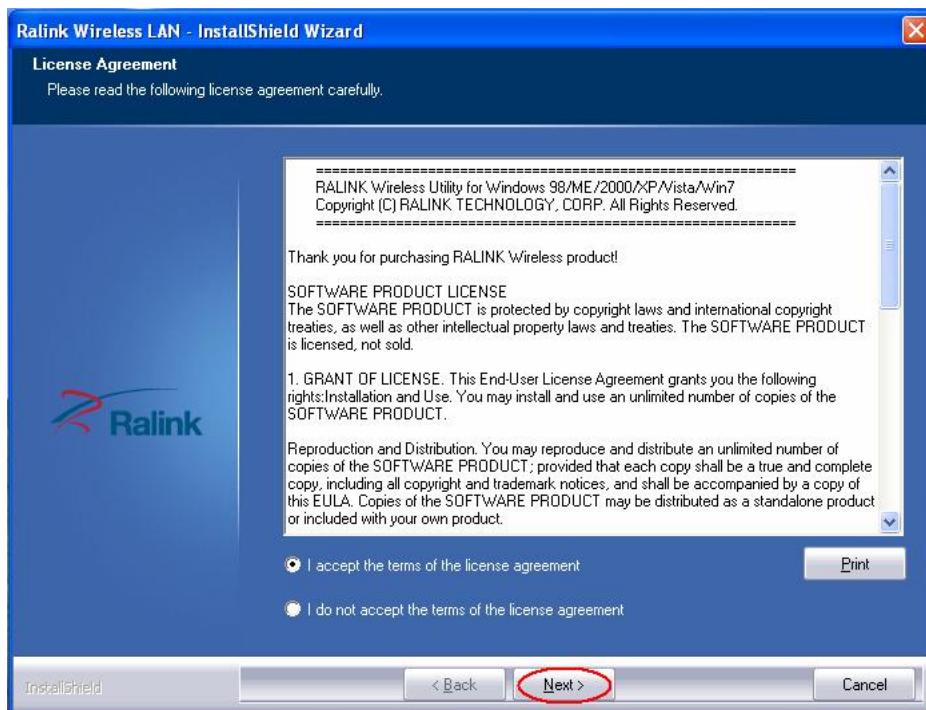 Ralink Wireless LAN - InstallShield Wizard
License Agreement
Please read the following license agreement carefully.
============================================================
RALINK Wireless Utility for Windows 98/ME/2000/XP/Vista/Win7
Copyright (C) RALINK TECHNOLOGY, CORP. All Rights Reserved.
============================================================
Thank you for purchasing RALINK Wireless product!
SOFTWARE PRODUCT LICENSE
The SOFTWARE PRODUCT is protected by copyright laws and international copyright
treaties, as well as other intellectual property laws and treaties. The SOFTWARE PRODUCT
is licensed, not sold.
1. GRANT OF LICENSE. This End-User License Agreement grants you the following
rights:Installation and Use. You may install and use an unlimited number of copies of the
SOFTWARE PRODUCT.
Reproduction and Distribution. You may reproduce and distribute an unlimited number of
copies of the SOFTWARE PRODUCT; provided that each copy shall be a true and complete
copy, including all copyright and trademark notices, and shall be accompanied by a copy of
this EULA. Copies of the SOFTWARE PRODUCT may be distributed as a standalone product
or included with your own product.
Ralink
I accept the terms of the license agreement
Print
I do not accept the terms of the license agreement
InstallShield
< Back
Next >
Cancel